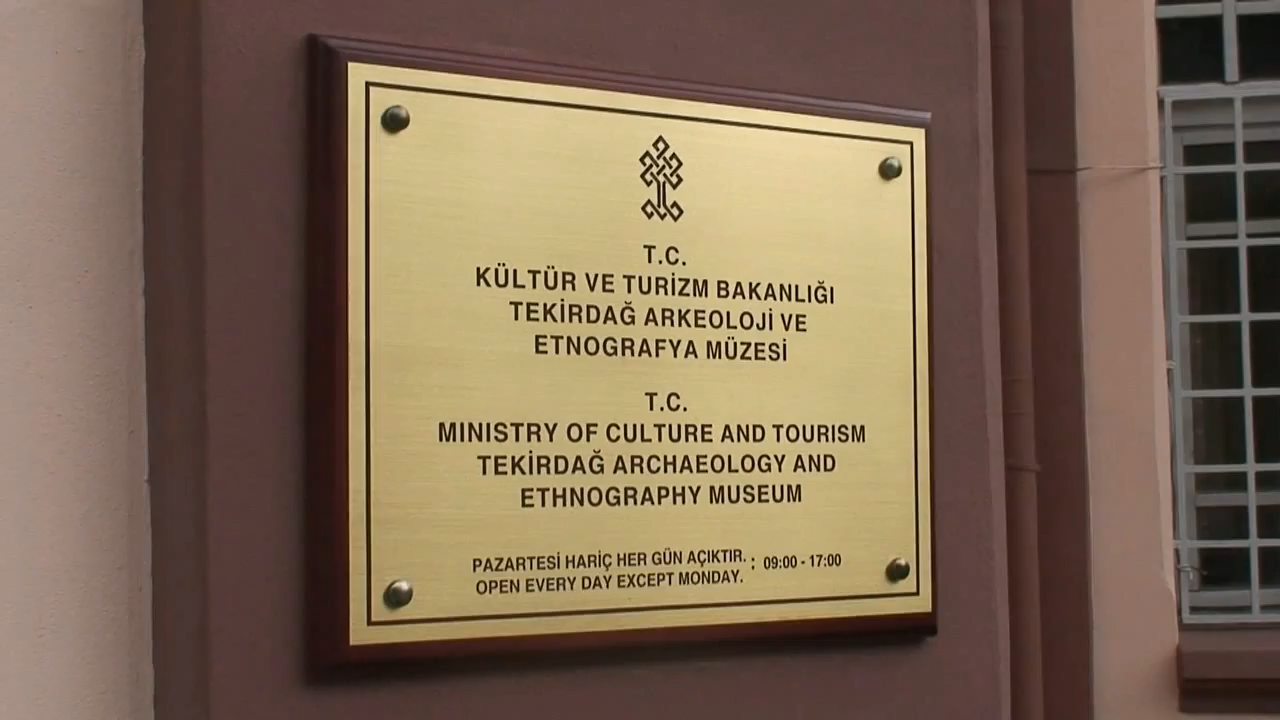 T.C.
KÜLTÜR VE TURİZM BAKANLIĞI
TEKİRDAĞ ARKEOLOJİ VE
ETNOGRAFYA MÜZESİ
T.C.
MINISTRY OF CULTURE AND TOURISM
TEKİRDAĞ ARCHAEOLOGY AND
ETHNOGRAPHY MUSEUM
PAZARTESİ HARİÇ HER GÜN AÇIKTIR. : 09:00 - 17:00
OPEN EVERY DAY EXCEPT MONDAY.